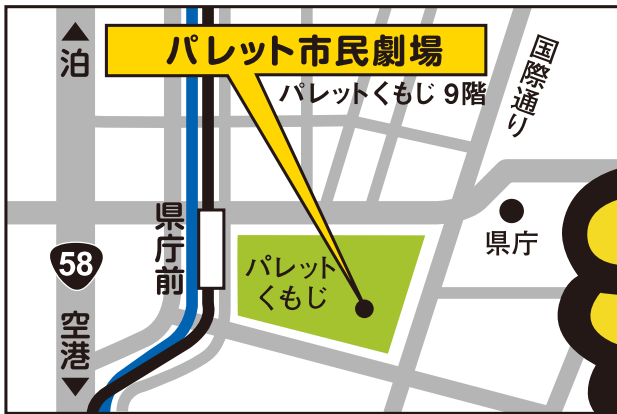 パレット市民劇場
パレットくもじ 9階
▲
泊
国際通り
県庁前
県庁
パレット
くもじ
58
空港
▼